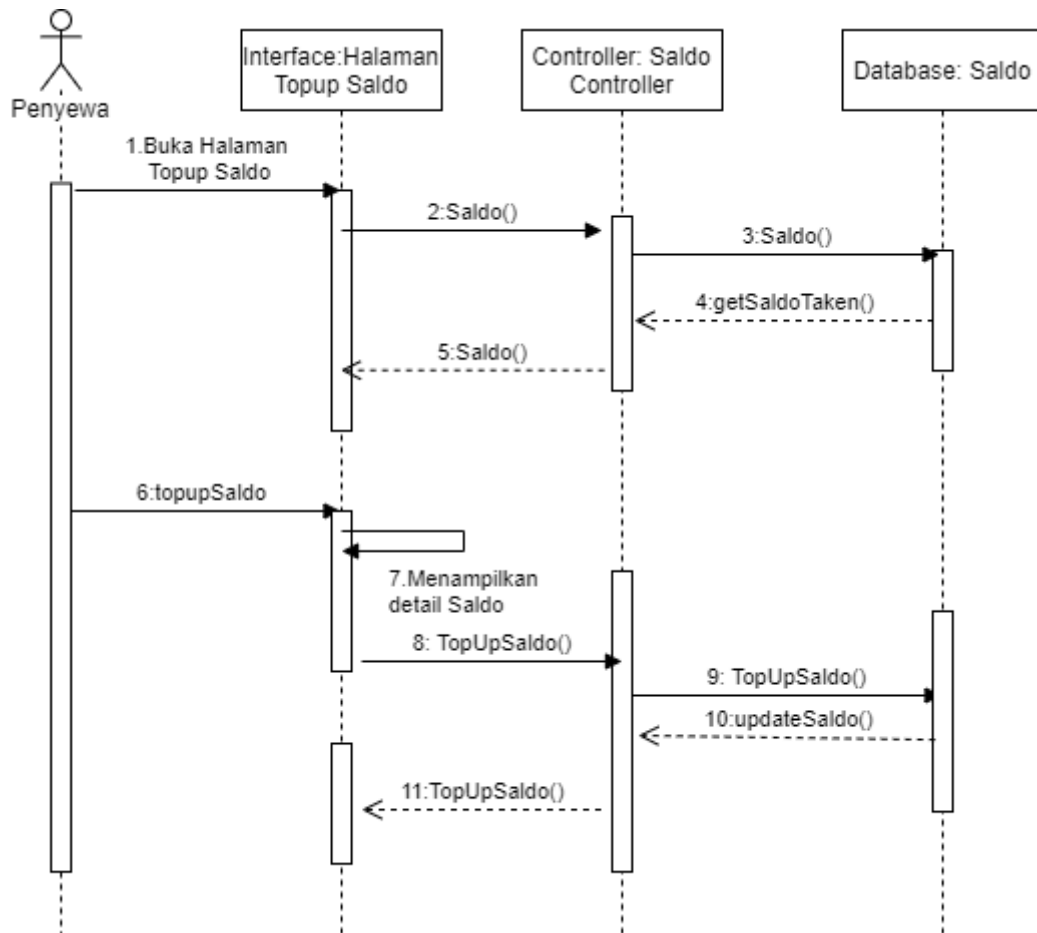 Penyewa
Interface:Halaman
Topup Saldo
Controller: Saldo
Controller
Database: Saldo
1.Buka Halaman
Topup Saldo
2:Saldo()
3:Saldo()
4:getSaldoTaken()
5:Saldo()
6:topupSaldo
7.Menampilkan
detail Saldo
8: TopUpSaldo()
9: TopUpSaldo()
10:updateSaldo()
11:TopUpSaldo()